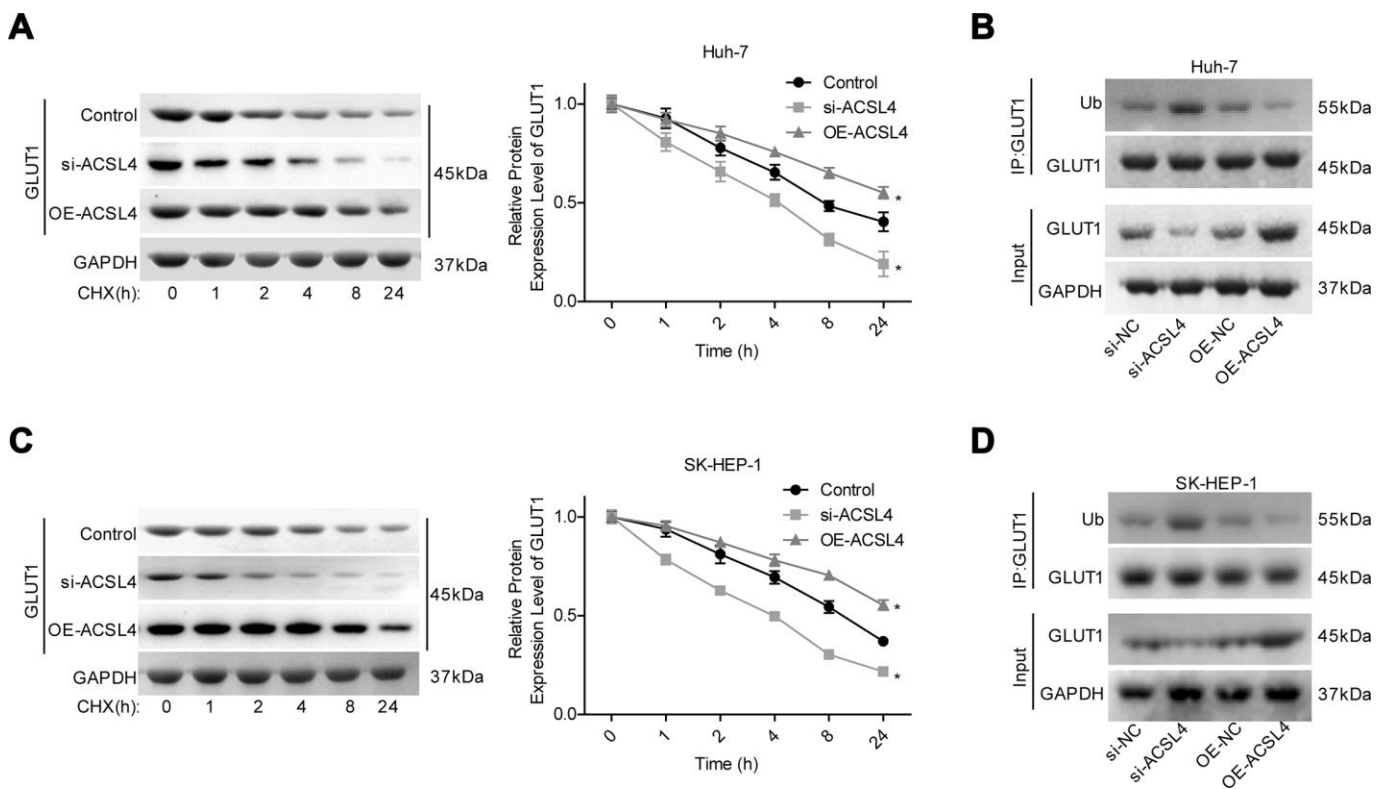 A
GLUT1
Control
si-ACSL4
OE-ACSL4
45kDa
GAPDH
37kDa
CHX(h): 0 1 2 4 8 24
Huh-7
Control
si-ACSL4
OE-ACSL4
Relative Protein
Expression Level of GLUT1
1.0
0.5
0.0
*
*
0 1 2 4 8 24
Time (h)
B
Huh-7
IP:GLUT1
Ub
55kDa
GLUT1
45kDa
Input
GLUT1
45kDa
GAPDH
37kDa
si-NC
si-ACSL4
OE-NC
OE-ACSL4
C
GLUT1
Control
si-ACSL4
OE-ACSL4
45kDa
GAPDH
37kDa
CHX(h): 0 1 2 4 8 24
SK-HEP-1
Control
si-ACSL4
OE-ACSL4
Relative Protein
Expression Level of GLUT1
1.0
0.5
0.0
*
*
0 1 2 4 8 24
Time (h)
D
SK-HEP-1
IP:GLUT1
Ub
55kDa
GLUT1
45kDa
Input
GLUT1
45kDa
GAPDH
37kDa
si-NC
si-ACSL4
OE-NC
OE-ACSL4